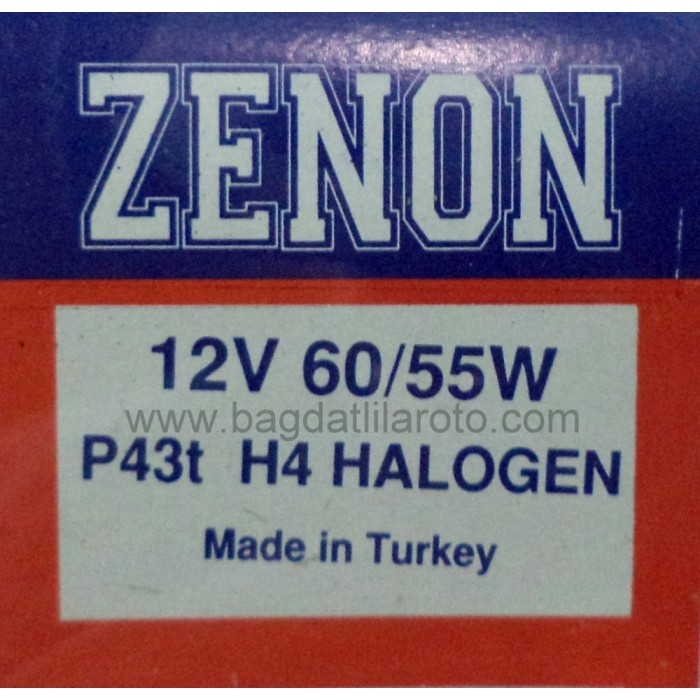 ZENON
12V 60/55W
www.bagdatlilaroto.com
P43t H4 HALOGEN
Made in Turkey